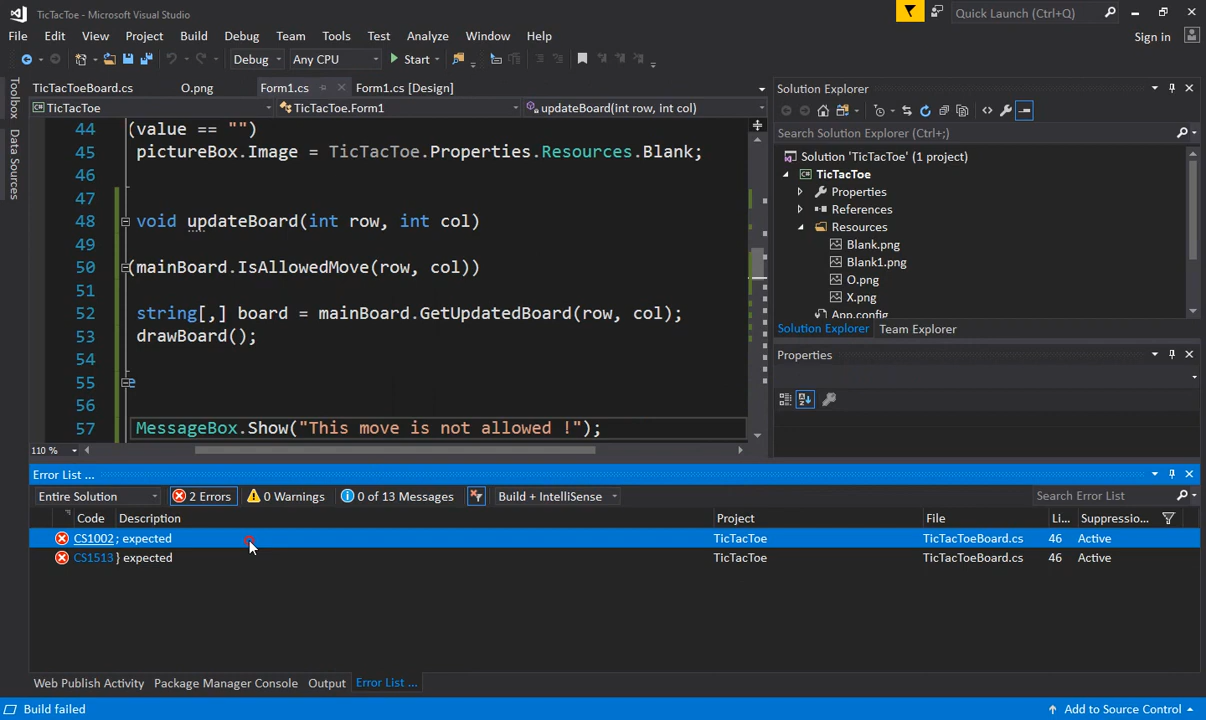 TicTacToe - Microsoft Visual Studio
Quick Launch (Ctrl+Q)
File Edit View Project Build Debug Team Tools Test Analyze Window Help
Sign in
Debug Any CPU Start
Toolbox
Data Sources
TicTacToeBoard.cs O.png Form1.cs Form1.cs [Design]
TicTacToe TicTacToe.Form1 updateBoard(int row, int col)
44 (value == "")
45 pictureBox.Image = TicTacToe.Properties.Resources.Blank;
46
47
48 void updateBoard(int row, int col)
49
50 (mainBoard.IsAllowedMove(row, col))
51
52 string[,] board = mainBoard.GetUpdatedBoard(row, col);
53 drawBoard();
54
55 e
56
57 MessageBox.Show("This move is not allowed !");
110 %
Solution Explorer
Search Solution Explorer (Ctrl+;)
Solution 'TicTacToe' (1 project)
TicTacToe
Properties
References
Resources
Blank.png
Blank1.png
O.png
X.png
App.config
Solution Explorer Team Explorer
Properties
Error List ...
Entire Solution 2 Errors 0 Warnings 0 of 13 Messages Build + IntelliSense Search Error List
Code Description Project File Li... Suppressio...
CS1002 ; expected TicTacToe TicTacToeBoard.cs 46 Active
CS1513 } expected TicTacToe TicTacToeBoard.cs 46 Active
Web Publish Activity Package Manager Console Output Error List ...
Build failed Add to Source Control